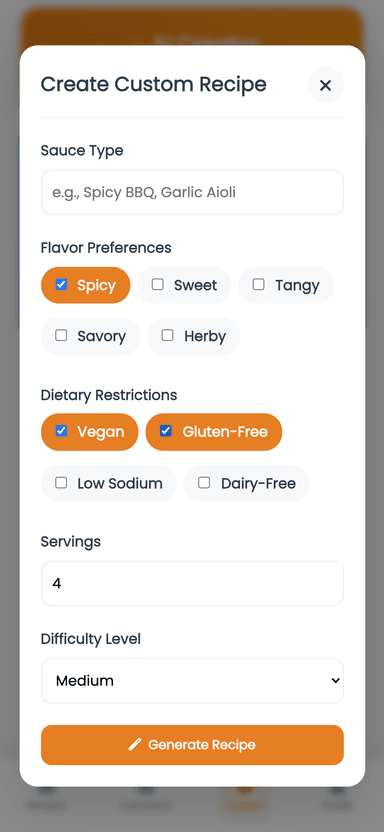 Create Custom Recipe
Sauce Type
e.g., Spicy BBQ, Garlic Aioli
Flavor Preferences
Spicy Sweet Tangy
Savory Herby
Dietary Restrictions
Vegan Gluten-Free
Low Sodium Dairy-Free
Servings
4
Difficulty Level
Medium
Generate Recipe